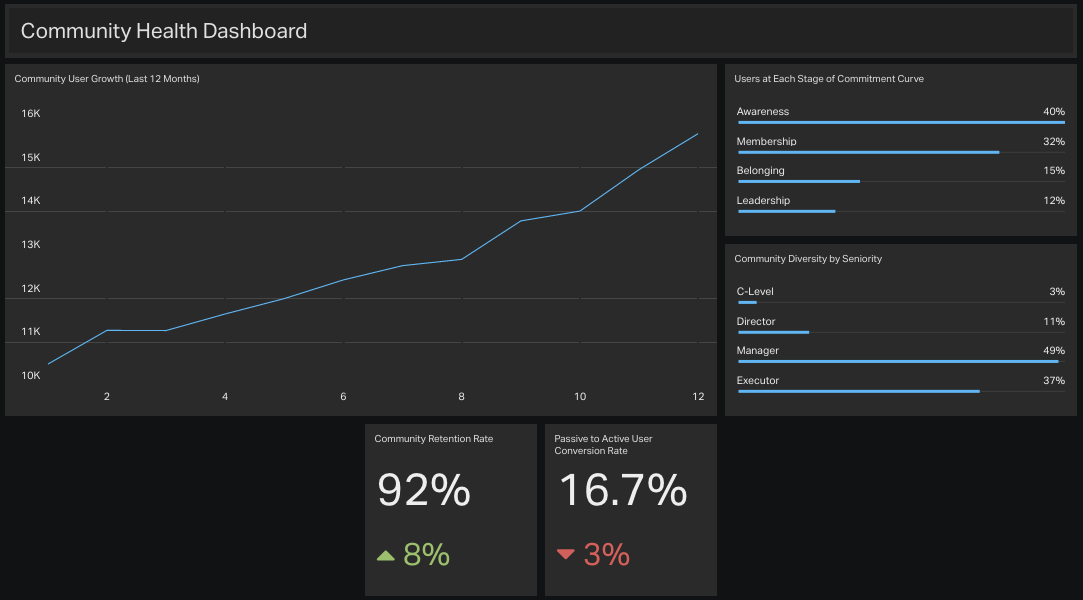 Community Health Dashboard
Community User Growth (Last 12 Months)
16K
15K
14K
13K
12K
11K
10K
2 4 6 8 10 12
Users at Each Stage of Commitment Curve
Awareness 40%
Membership 32%
Belonging 15%
Leadership 12%
Community Diversity by Seniority
C-Level 3%
Director 11%
Manager 49%
Executor 37%
Community Retention Rate
92%
8%
Passive to Active User
Conversion Rate
16.7%
3%